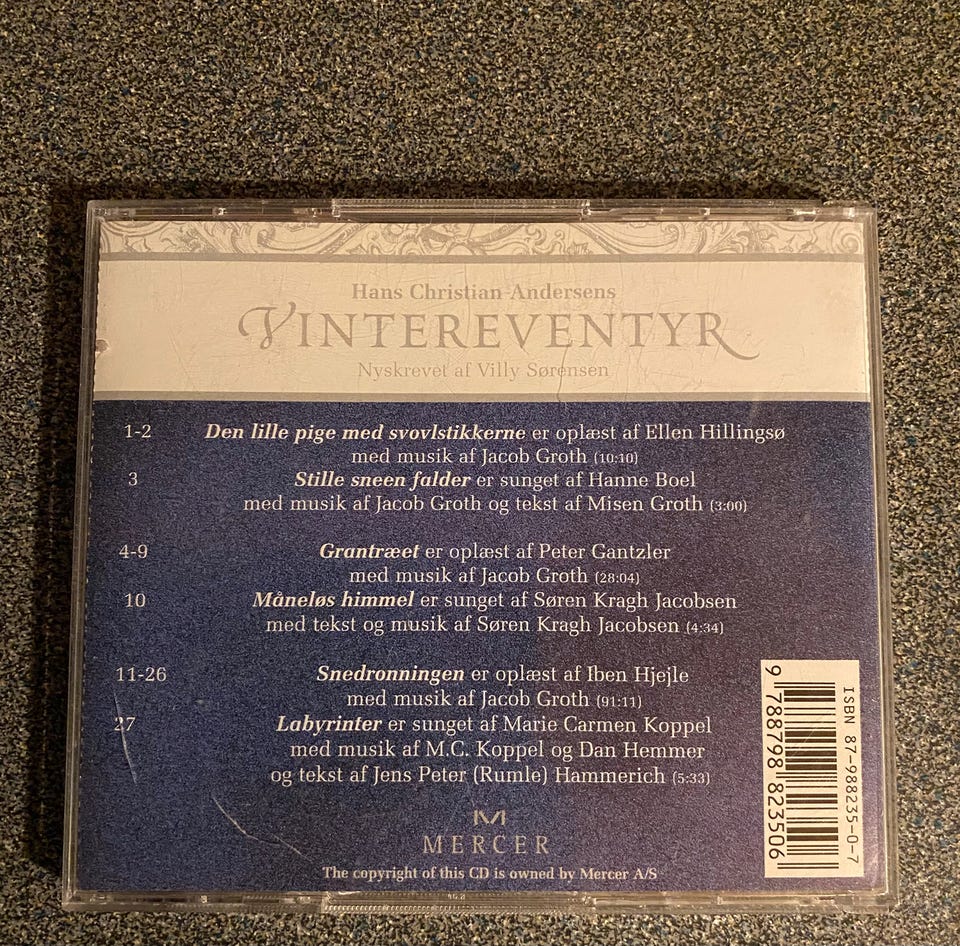 Hans Christian Andersens
VINTEREVENTYR
Nyskrevet af Villy Sørensen
1-2 Den lille pige med svovlstikkerne er oplæst af Ellen Hillingsø
med musik af Jacob Groth (10:10)
3 Stille sneen falder er sunget af Hanne Boel
med musik af Jacob Groth og tekst af Misen Groth (3:00)
4-9 Grantræet er oplæst af Peter Gantzler
med musik af Jacob Groth (28:04)
10 Måneløs himmel er sunget af Søren Kragh Jacobsen
med tekst og musik af Søren Kragh Jacobsen (4:34)
11-26 Snedronningen er oplæst af Iben Hjejle
med musik af Jacob Groth (91:11)
27 Labyrinter er sunget af Marie Carmen Koppel
med musik af M.C. Koppel og Dan Hemmer
og tekst af Jens Peter (Rumle) Hammerich (5:33)
MERCER
The copyright of this CD is owned by Mercer A/S
ISBN 87-988235-0-7
9 788798 823506